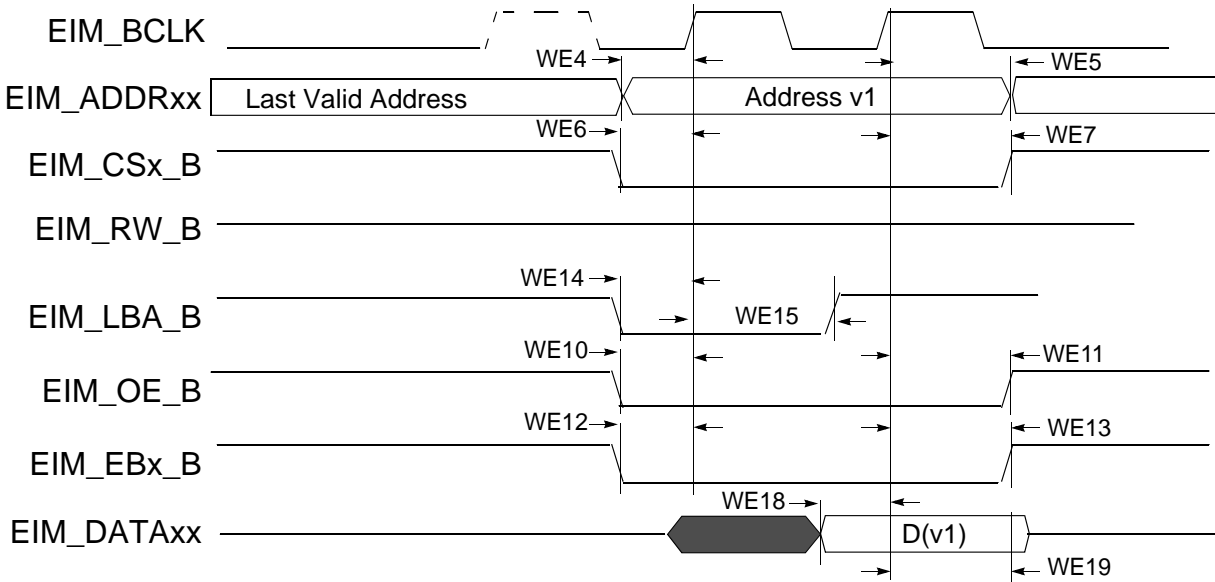 EIM_BCLK
WE4
WE5
EIM_ADDRxx
Last Valid Address
Address v1
WE6
WE7
EIM_CSx_B
EIM_RW_B
WE14
EIM_LBA_B
WE15
WE10
WE11
EIM_OE_B
WE12
WE13
EIM_EBx_B
WE18
EIM_DATAxx
D(v1)
WE19